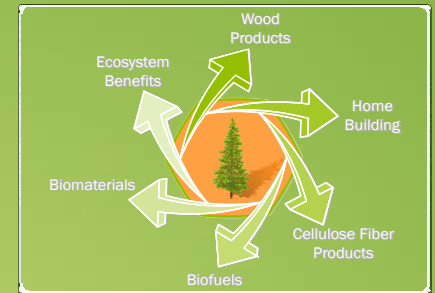 Wood
Products
Home
Building
Cellulose Fiber
Products
Biofuels
Biomaterials
Ecosystem
Benefits